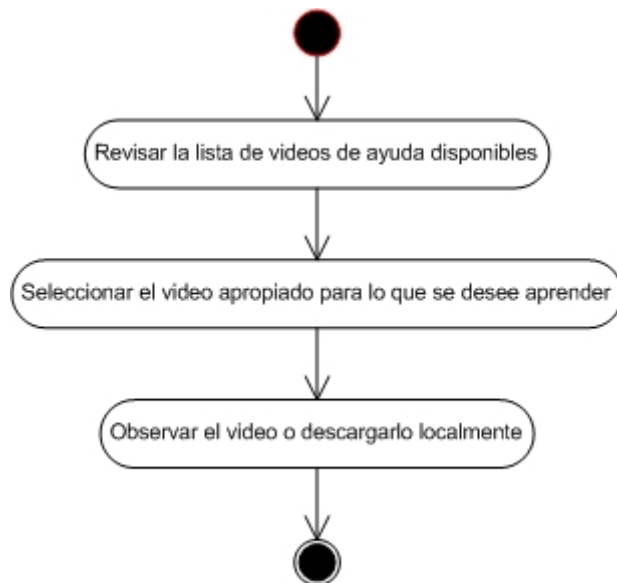 Revisar la lista de videos de ayuda disponibles
Seleccionar el video apropiado para lo que se desee aprender
Observar el video o descargarlo localmente